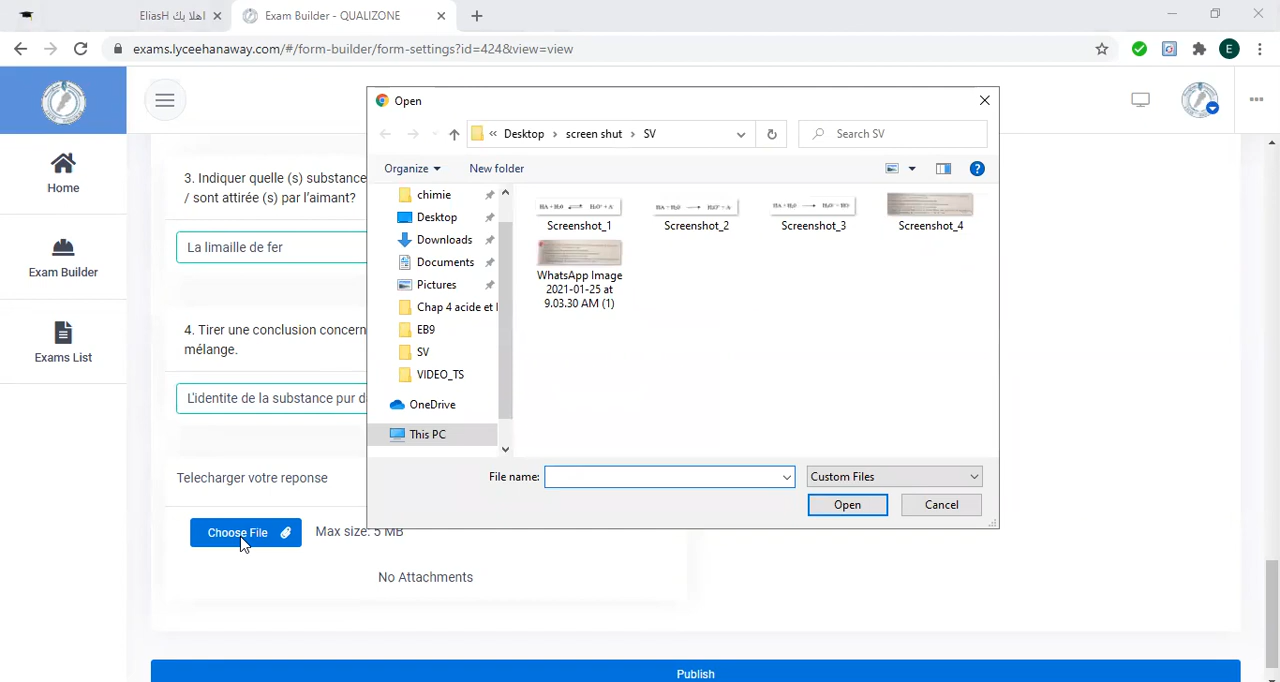 اهلا بك EliasH
Exam Builder - QUALIZONE
exams.lyceehanaway.com/#/form-builder/form-settings?id=424&view=view
E
Home
Exam Builder
Exams List
3. Indiquer quelle (s) substance
/ sont attirée (s) par l'aimant?
La limaille de fer
4. Tirer une conclusion concern
mélange.
L'identite de la substance pur d
Telecharger votre reponse
Choose File
Max size: 5 MB
No Attachments
Publish
Open
« Desktop › screen shut › SV
Search SV
Organize
New folder
chimie
Desktop
Downloads
Documents
Pictures
Chap 4 acide et l
EB9
SV
VIDEO_TS
OneDrive
This PC
Screenshot_1
Screenshot_2
Screenshot_3
Screenshot_4
WhatsApp Image
2021-01-25 at
9.03.30 AM (1)
File name:
Custom Files
Open
Cancel